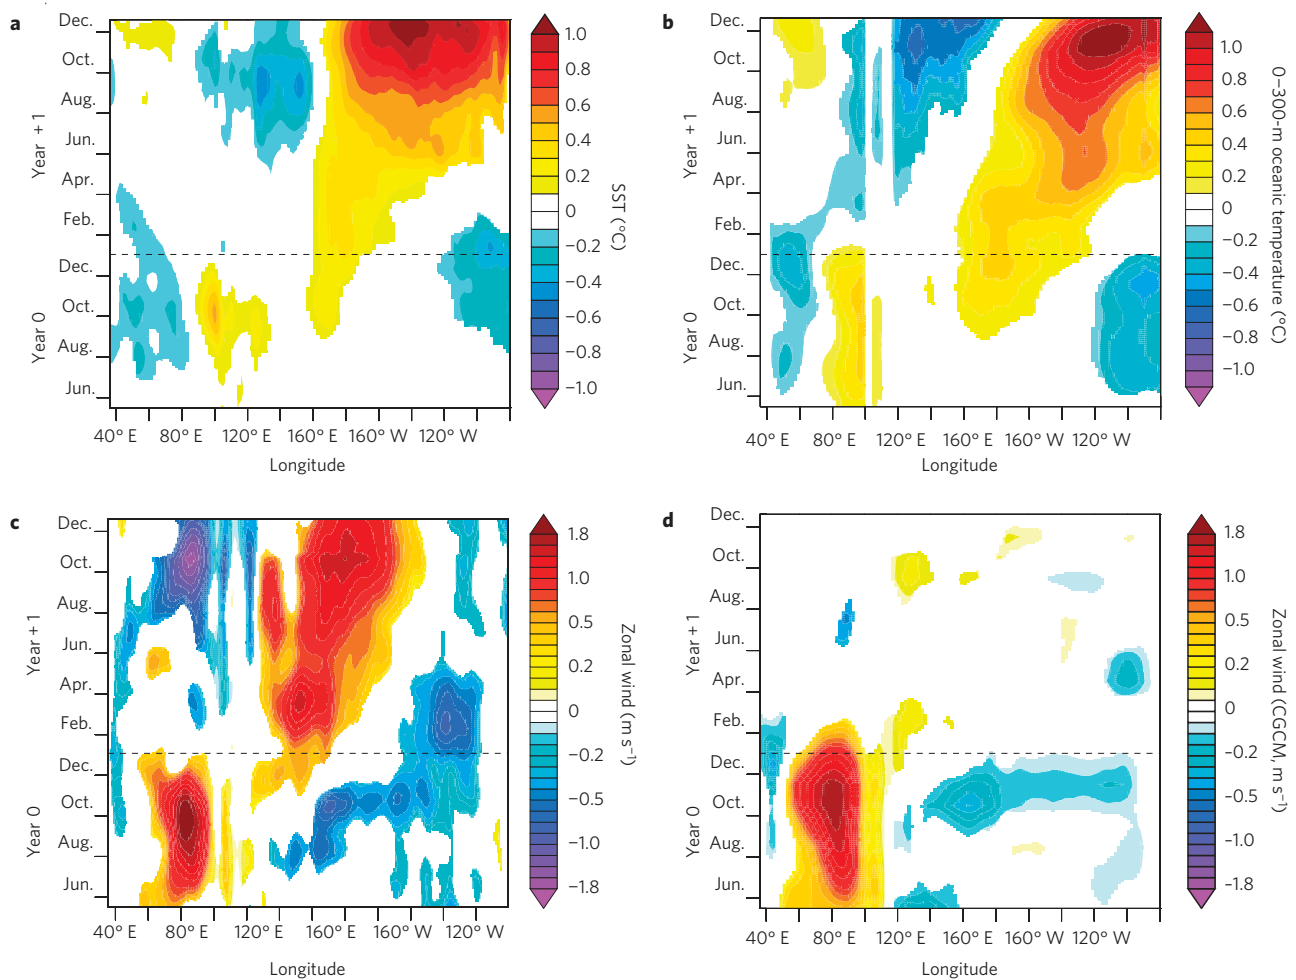 a
Dec.
Oct.
Aug.
Jun.
Apr.
Feb.
Dec.
Oct.
Aug.
Jun.
Year + 1
Year 0
40° E 80° E 120° E 160° E 160° W 120° W
Longitude
1.0
0.8
0.6
0.4
0.2
0
−0.2
−0.4
−0.6
−0.8
−1.0
SST (°C)
b
Dec.
Oct.
Aug.
Jun.
Apr.
Feb.
Dec.
Oct.
Aug.
Jun.
Year + 1
Year 0
40° E 80° E 120° E 160° E 160° W 120° W
Longitude
1.0
0.8
0.6
0.4
0.2
0
−0.2
−0.4
−0.6
−0.8
−1.0
0–300-m oceanic temperature (°C)
c
Dec.
Oct.
Aug.
Jun.
Apr.
Feb.
Dec.
Oct.
Aug.
Jun.
Year + 1
Year 0
40° E 80° E 120° E 160° E 160° W 120° W
Longitude
1.8
1.0
0.5
0.2
0
−0.2
−0.5
−1.0
−1.8
Zonal wind (m s⁻¹)
d
Dec.
Oct.
Aug.
Jun.
Apr.
Feb.
Dec.
Oct.
Aug.
Jun.
Year + 1
Year 0
40° E 80° E 120° E 160° E 160° W 120° W
Longitude
1.8
1.0
0.5
0.2
0
−0.2
−0.5
−1.0
−1.8
Zonal wind (CGCM, m s⁻¹)